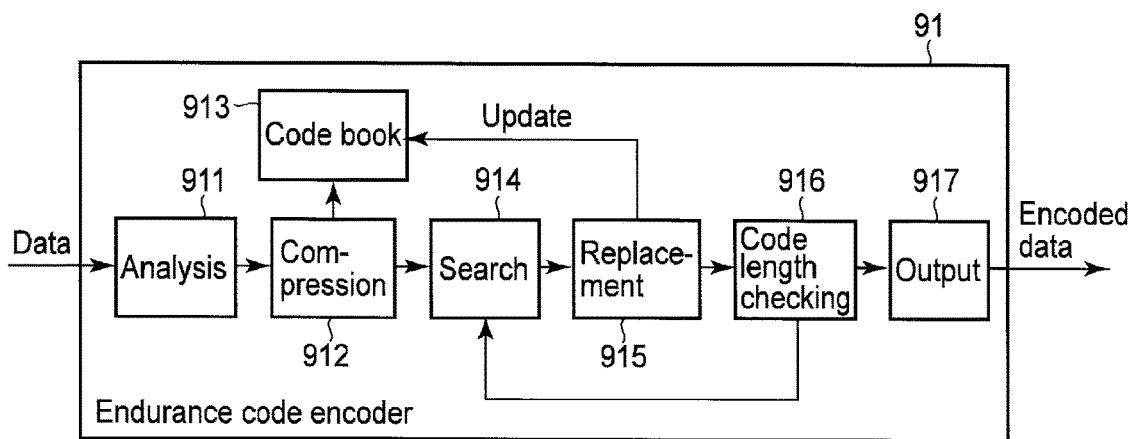 91
913
Code book
Update
911
914
916
917
Data
Analysis
Com-
pression
Search
Replace-
ment
Code
length
checking
Output
Encoded
data
912
915
Endurance code encoder